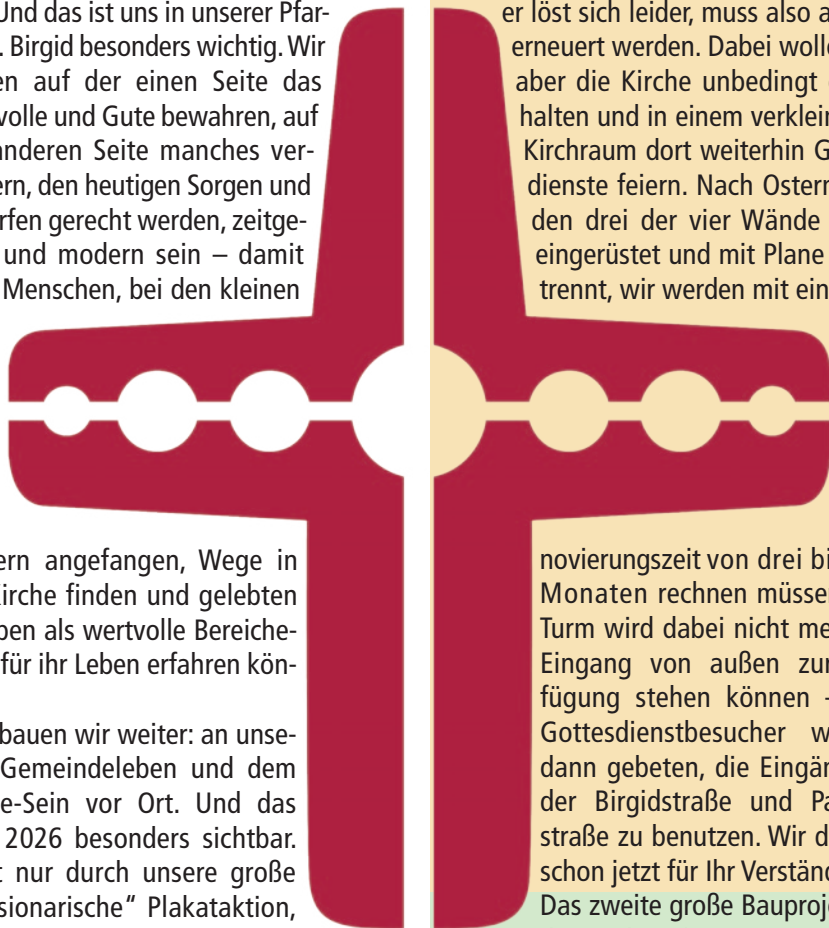 Und das ist uns in unserer Pfar-
. Birgid besonders wichtig. Wir
en auf der einen Seite das
volle und Gute bewahren, auf
anderen Seite manches ver-
ern, den heutigen Sorgen und
rfen gerecht werden, zeitge-
und modern sein – damit
Menschen, bei den kleinen
ern angefangen, Wege in
Kirche finden und gelebten
ben als wertvolle Bereiche-
für ihr Leben erfahren kön-
bauen wir weiter: an unse-
Gemeindeleben und dem
e-Sein vor Ort. Und das
2026 besonders sichtbar.
t nur durch unsere große
sionarische“ Plakataktion,
er löst sich leider, muss also a
erneuert werden. Dabei wolle
aber die Kirche unbedingt
halten und in einem verklein
Kirchraum dort weiterhin G
dienste feiern. Nach Ostern
den drei der vier Wände
eingerüstet und mit Plane
trennt, wir werden mit ein
novierungszeit von drei bi
Monaten rechnen müsse
Turm wird dabei nicht me
Eingang von außen zur
fügung stehen können -
Gottesdienstbesucher w
dann gebeten, die Eingän
der Birgidstraße und Pa
straße zu benutzen. Wir d
schon jetzt für Ihr Verständ
Das zweite große Bauproje